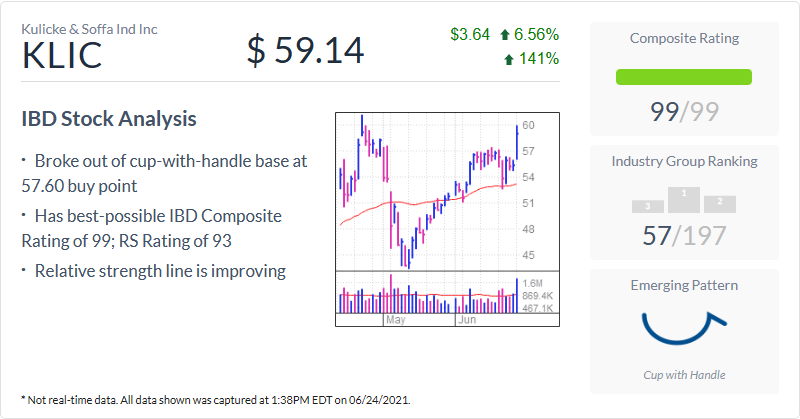 Kulicke & Soffa Ind Inc
KLIC
$ 59.14
$3.64 6.56%
141%
IBD Stock Analysis
· Broke out of cup-with-handle base at
57.60 buy point
· Has best-possible IBD Composite
Rating of 99; RS Rating of 93
· Relative strength line is improving
60
57
54
51
48
45
1.6M
869.4K
467.1K
May
Jun
* Not real-time data. All data shown was captured at 1:38PM EDT on 06/24/2021.
Composite Rating
99/99
Industry Group Ranking
3 1 2
57/197
Emerging Pattern
Cup with Handle